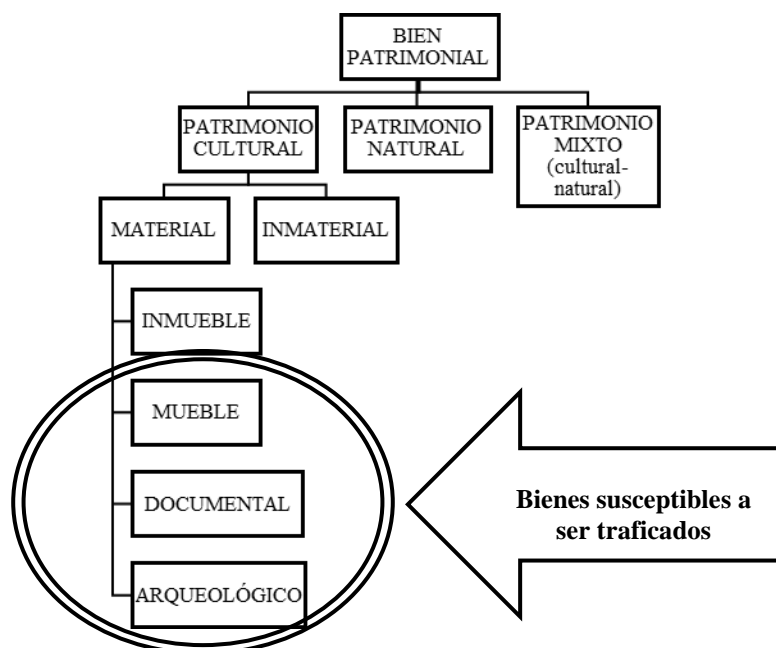 BIEN
PATRIMONIAL
PATRIMONIO
CULTURAL
PATRIMONIO
NATURAL
PATRIMONIO
MIXTO
(cultural-
natural)
MATERIAL
INMATERIAL
INMUEBLE
MUEBLE
DOCUMENTAL
ARQUEOLÓGICO
Bienes susceptibles a
ser traficados